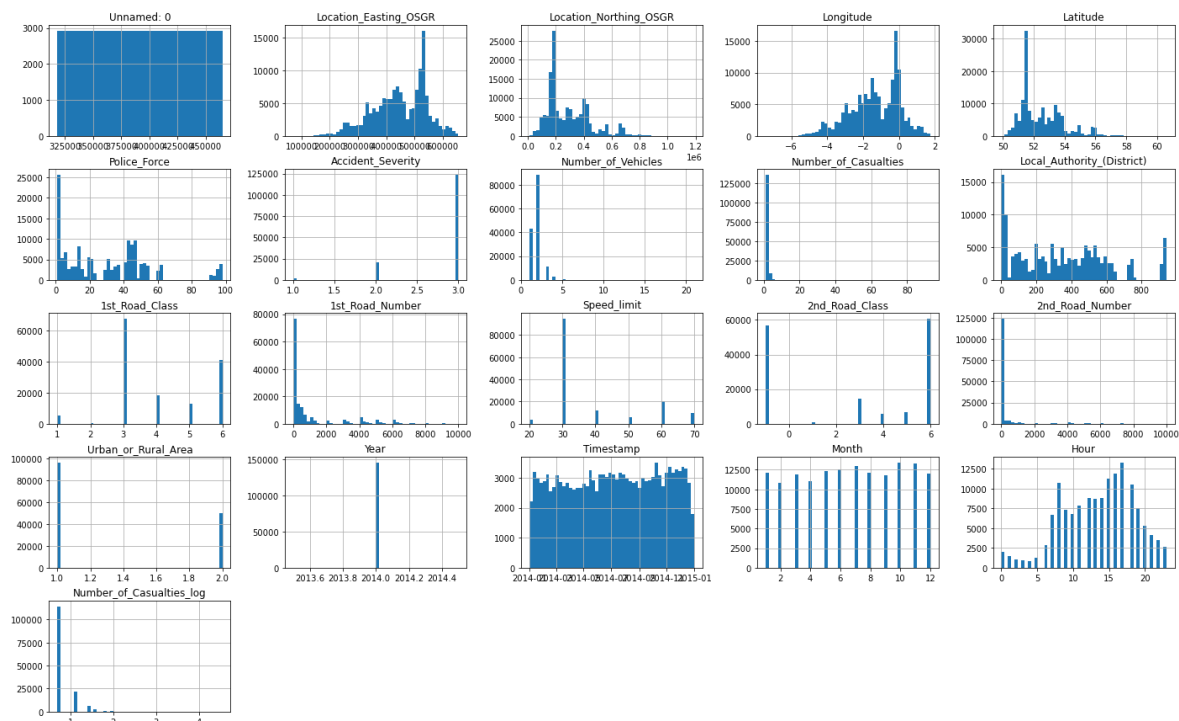 Unnamed: 0
3000
2000
1000
0
325000 350000 375000 400000 425000 450000
Location_Easting_OSGR
15000
10000
5000
0
100000 200000 300000 400000 500000 600000
Location_Northing_OSGR
25000
20000
15000
10000
5000
0
0.0 0.2 0.4 0.6 0.8 1.0
1e6
Longitude
15000
10000
5000
0
−6 −4 −2 0 2
Latitude
30000
20000
10000
0
50 52 54 56 58 60
Police_Force
25000
20000
15000
10000
5000
0
0 20 40 60 80 100
Accident_Severity
125000
100000
75000
50000
25000
0
1.0 1.5 2.0 2.5 3.0
Number_of_Vehicles
80000
60000
40000
20000
0
0 5 10 15 20
Number_of_Casualties
125000
100000
75000
50000
25000
0
0 20 40 60 80
Local_Authority_(District)
15000
10000
5000
0
0 200 400 600 800
1st_Road_Class
60000
40000
20000
0
1 2 3 4 5 6
1st_Road_Number
80000
60000
40000
20000
0
0 2000 4000 6000 8000 10000
Speed_limit
80000
60000
40000
20000
0
20 30 40 50 60 70
2nd_Road_Class
60000
40000
20000
0
0 2 4 6
2nd_Road_Number
125000
100000
75000
50000
25000
0
0 2000 4000 6000 8000 10000
Urban_or_Rural_Area
100000
80000
60000
40000
20000
0
1.0 1.2 1.4 1.6 1.8 2.0
Year
150000
100000
50000
0
2013.6 2013.8 2014.0 2014.2 2014.4
Timestamp
3000
2000
1000
0
2015-01
Month
12500
10000
7500
5000
2500
0
2 4 6 8 10 12
Hour
12500
10000
7500
5000
2500
0
0 5 10 15 20
Number_of_Casualties_log
100000
80000
60000
40000
20000
0
1 2 3 4